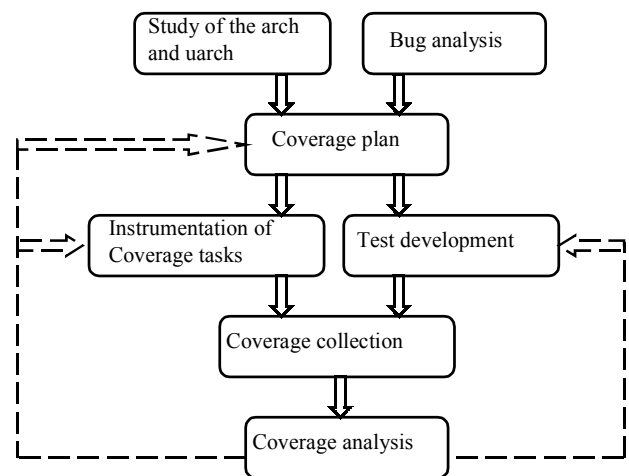 Study of the arch
and uarch
Bug analysis
Coverage plan
Instrumentation of
Coverage tasks
Test development
Coverage collection
Coverage analysis